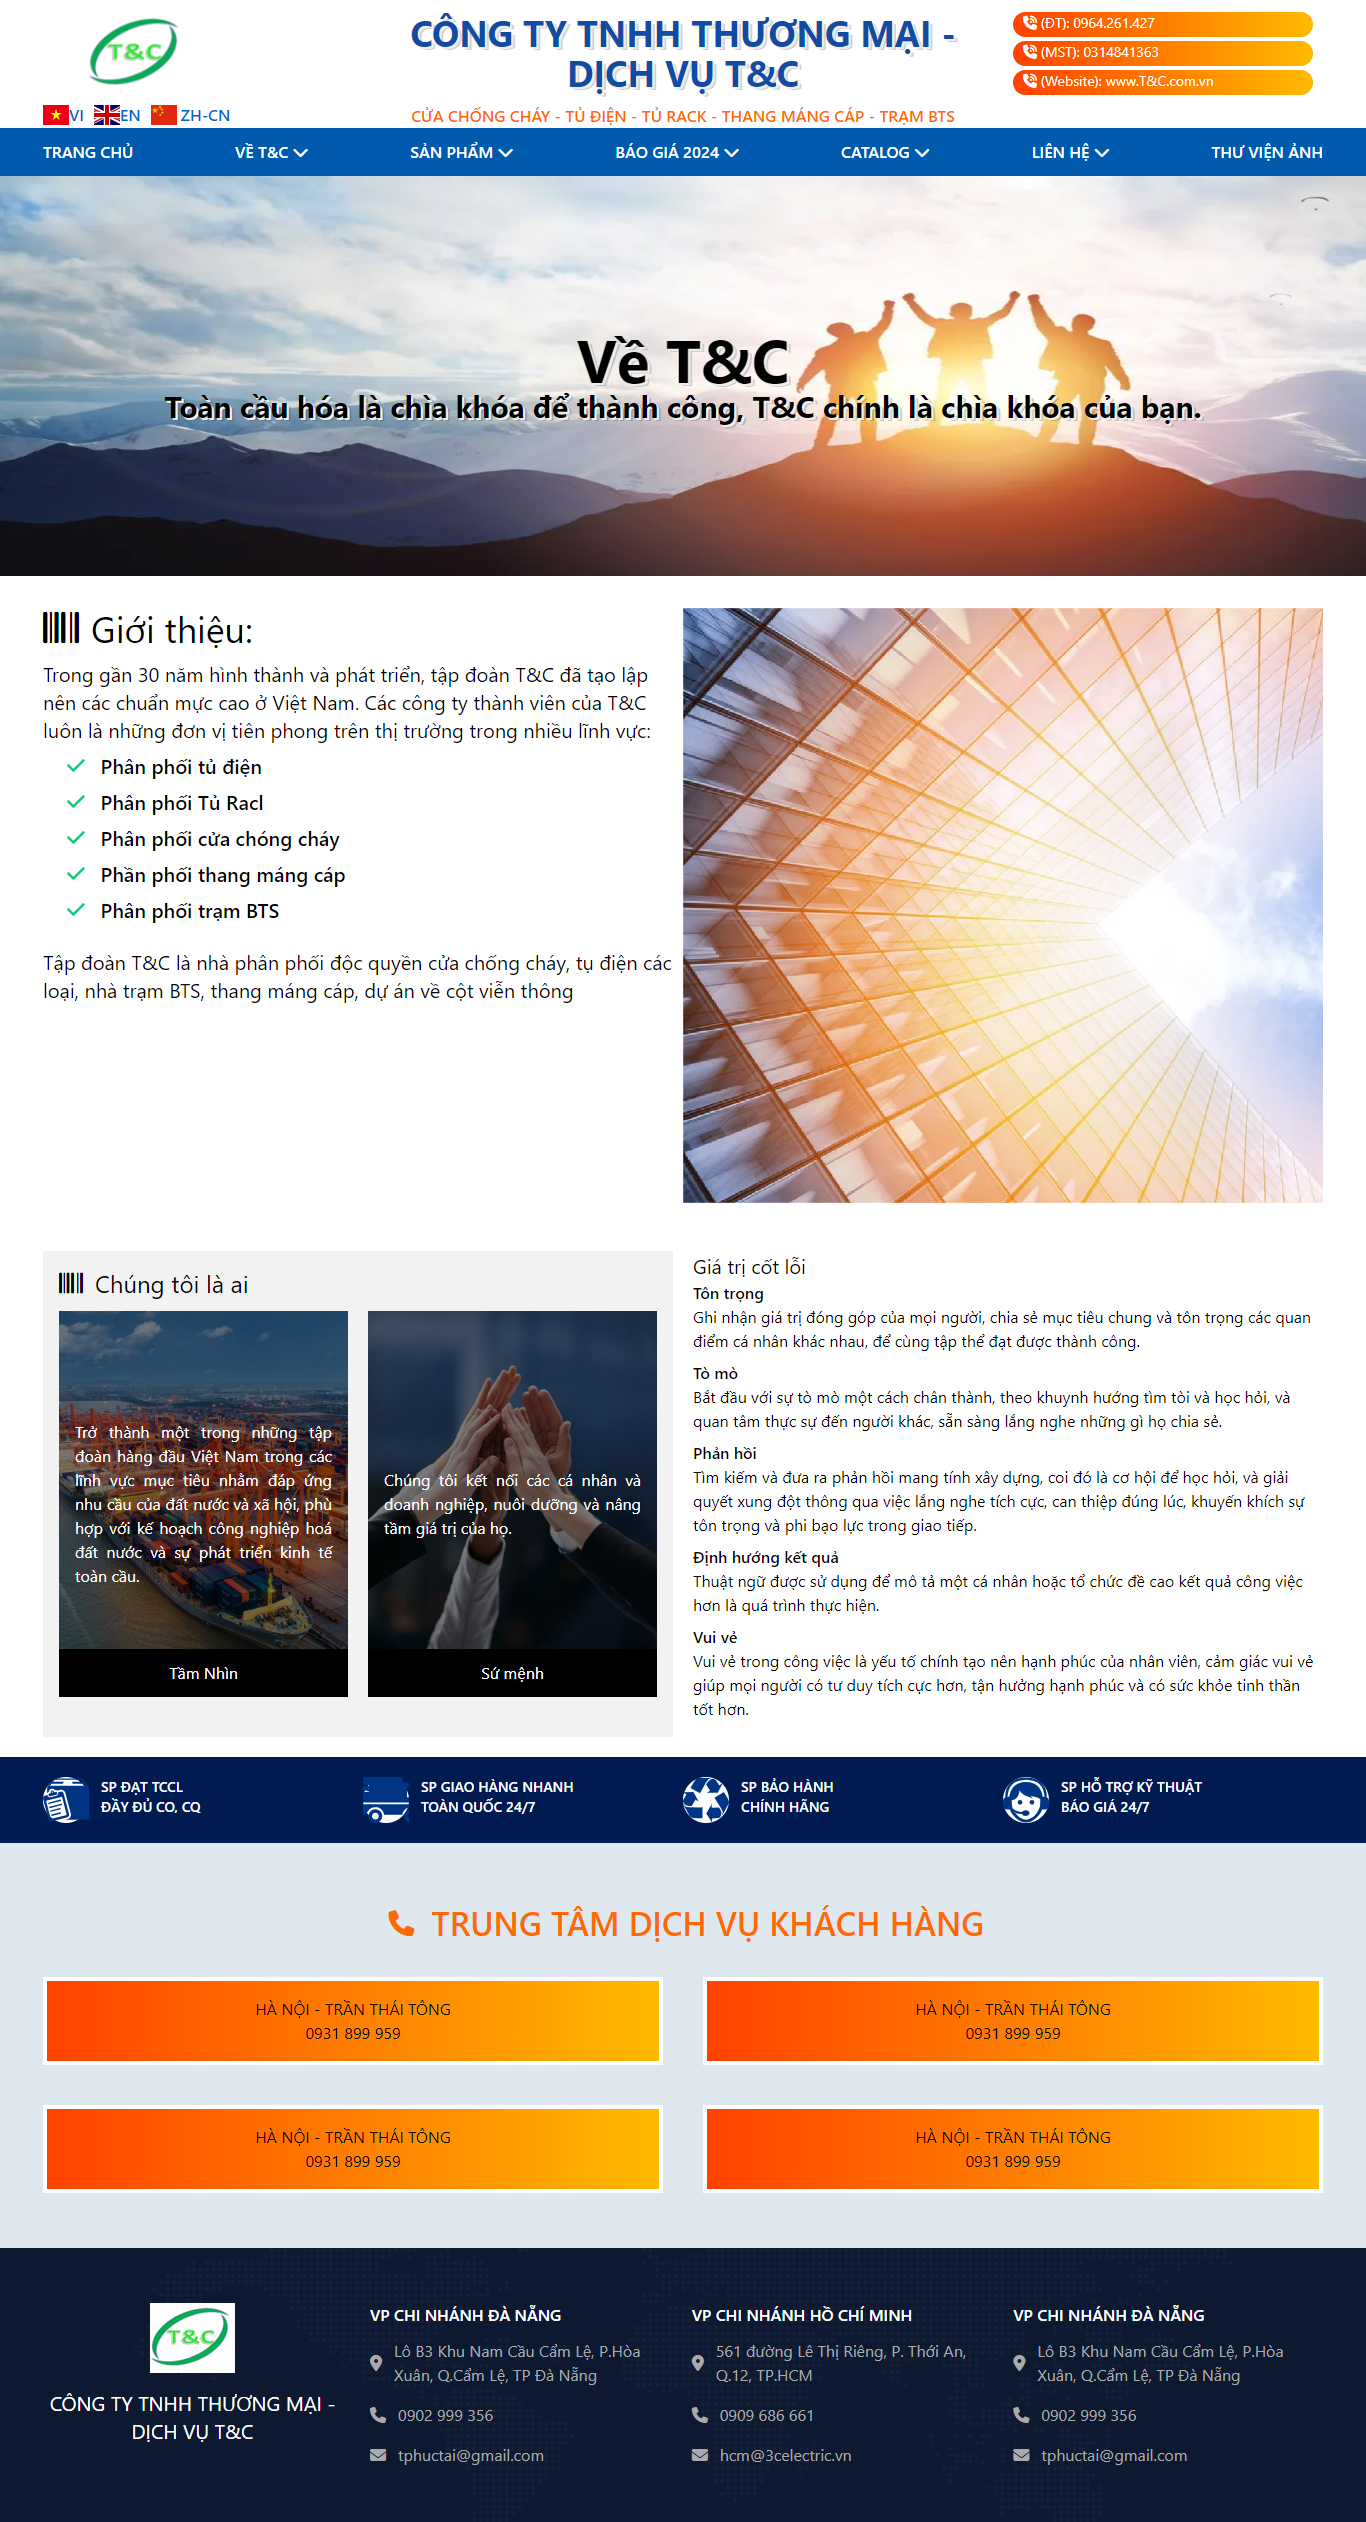 T&C
VI EN ZH-CN
CÔNG TY TNHH THƯƠNG MẠI -
DỊCH VỤ T&C
CỬA CHỐNG CHÁY - TỦ ĐIỆN - TỦ RACK - THANG MÁNG CÁP - TRẠM BTS
(ĐT): 0964.261.427
(MST): 0314841363
(Website): www.T&C.com.vn
TRANG CHỦ VỀ T&C SẢN PHẨM BÁO GIÁ 2024 CATALOG LIÊN HỆ THƯ VIỆN ẢNH
Về T&C
Toàn cầu hóa là chìa khóa để thành công, T&C chính là chìa khóa của bạn.
Giới thiệu:
Trong gần 30 năm hình thành và phát triển, tập đoàn T&C đã tạo lập
nên các chuẩn mực cao ở Việt Nam. Các công ty thành viên của T&C
luôn là những đơn vị tiên phong trên thị trường trong nhiều lĩnh vực:
Phân phối tủ điện
Phân phối Tủ Racl
Phân phối cửa chóng cháy
Phần phối thang máng cáp
Phân phối trạm BTS
Tập đoàn T&C là nhà phân phối độc quyền cửa chống cháy, tụ điện các
loại, nhà trạm BTS, thang máng cáp, dự án về cột viễn thông
Chúng tôi là ai
Trở thành một trong những tập
đoàn hàng đầu Việt Nam trong các
lĩnh vực mục tiêu nhằm đáp ứng
nhu cầu của đất nước và xã hội, phù
hợp với kế hoạch công nghiệp hoá
đất nước và sự phát triển kinh tế
toàn cầu.
Tầm Nhìn
Chúng tôi kết nối các cá nhân và
doanh nghiệp, nuôi dưỡng và nâng
tầm giá trị của họ.
Sứ mệnh
Giá trị cốt lỗi
Tôn trọng
Ghi nhận giá trị đóng góp của mọi người, chia sẻ mục tiêu chung và tôn trọng các quan
điểm cá nhân khác nhau, để cùng tập thể đạt được thành công.
Tò mò
Bắt đầu với sự tò mò một cách chân thành, theo khuynh hướng tìm tòi và học hỏi, và
quan tâm thực sự đến người khác, sẵn sàng lắng nghe những gì họ chia sẻ.
Phản hồi
Tìm kiếm và đưa ra phản hồi mang tính xây dựng, coi đó là cơ hội để học hỏi, và giải
quyết xung đột thông qua việc lắng nghe tích cực, can thiệp đúng lúc, khuyến khích sự
tôn trọng và phi bạo lực trong giao tiếp.
Định hướng kết quả
Thuật ngữ được sử dụng để mô tả một cá nhân hoặc tổ chức đề cao kết quả công việc
hơn là quá trình thực hiện.
Vui vẻ
Vui vẻ trong công việc là yếu tố chính tạo nên hạnh phúc của nhân viên, cảm giác vui vẻ
giúp mọi người có tư duy tích cực hơn, tận hưởng hạnh phúc và có sức khỏe tinh thần
tốt hơn.
SP ĐẠT TCCL
ĐẦY ĐỦ CO, CQ
SP GIAO HÀNG NHANH
TOÀN QUỐC 24/7
SP BẢO HÀNH
CHÍNH HÃNG
SP HỖ TRỢ KỸ THUẬT
BÁO GIÁ 24/7
TRUNG TÂM DỊCH VỤ KHÁCH HÀNG
HÀ NỘI - TRẦN THÁI TÔNG
0931 899 959
HÀ NỘI - TRẦN THÁI TÔNG
0931 899 959
HÀ NỘI - TRẦN THÁI TÔNG
0931 899 959
HÀ NỘI - TRẦN THÁI TÔNG
0931 899 959
T&C
CÔNG TY TNHH THƯƠNG MẠI -
DỊCH VỤ T&C
VP CHI NHÁNH ĐÀ NẴNG
Lô B3 Khu Nam Cầu Cẩm Lệ, P.Hòa
Xuân, Q.Cẩm Lệ, TP Đà Nẵng
0902 999 356
tphuctai@gmail.com
VP CHI NHÁNH HỒ CHÍ MINH
561 đường Lê Thị Riêng, P. Thới An,
Q.12, TP.HCM
0909 686 661
hcm@3celectric.vn
VP CHI NHÁNH ĐÀ NẴNG
Lô B3 Khu Nam Cầu Cẩm Lệ, P.Hòa
Xuân, Q.Cẩm Lệ, TP Đà Nẵng
0902 999 356
tphuctai@gmail.com